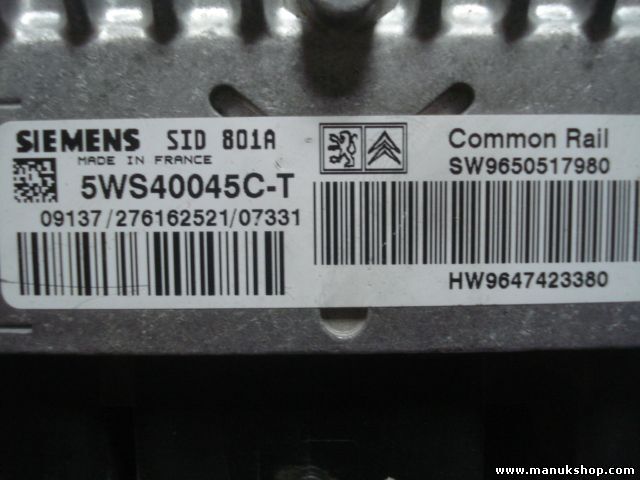 SIEMENS SID 801A
MADE IN FRANCE
5WS40045C-T
09137/276162521/07331
Common Rail
SW9650517980
HW9647423380
www.manukshop.com